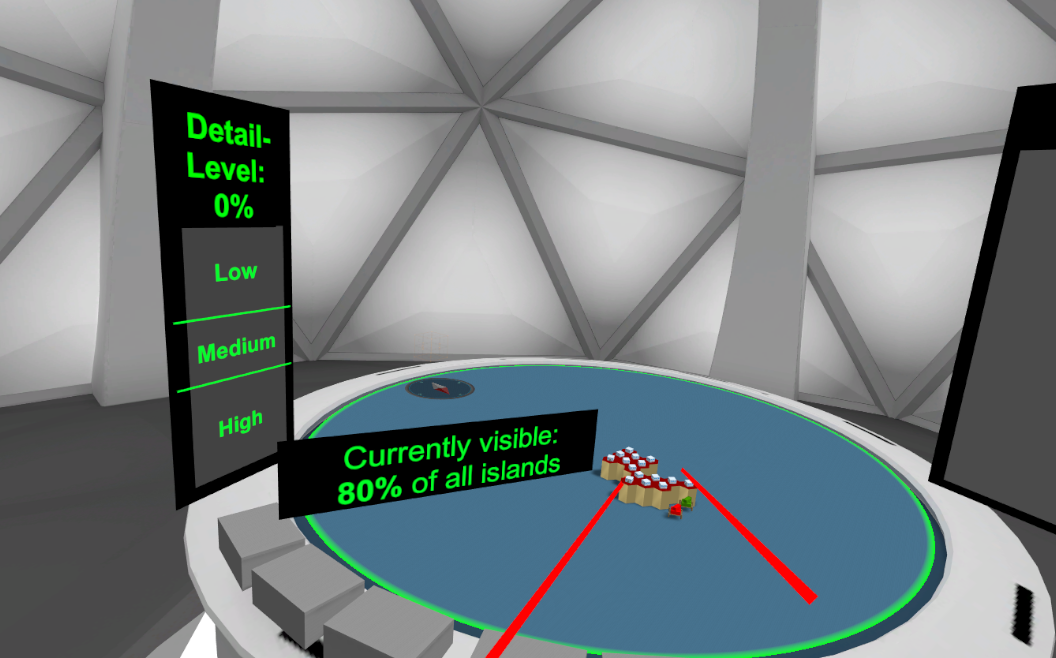 Detail-
Level:
0%
Low
Medium
High
Currently visible:
80% of all islands